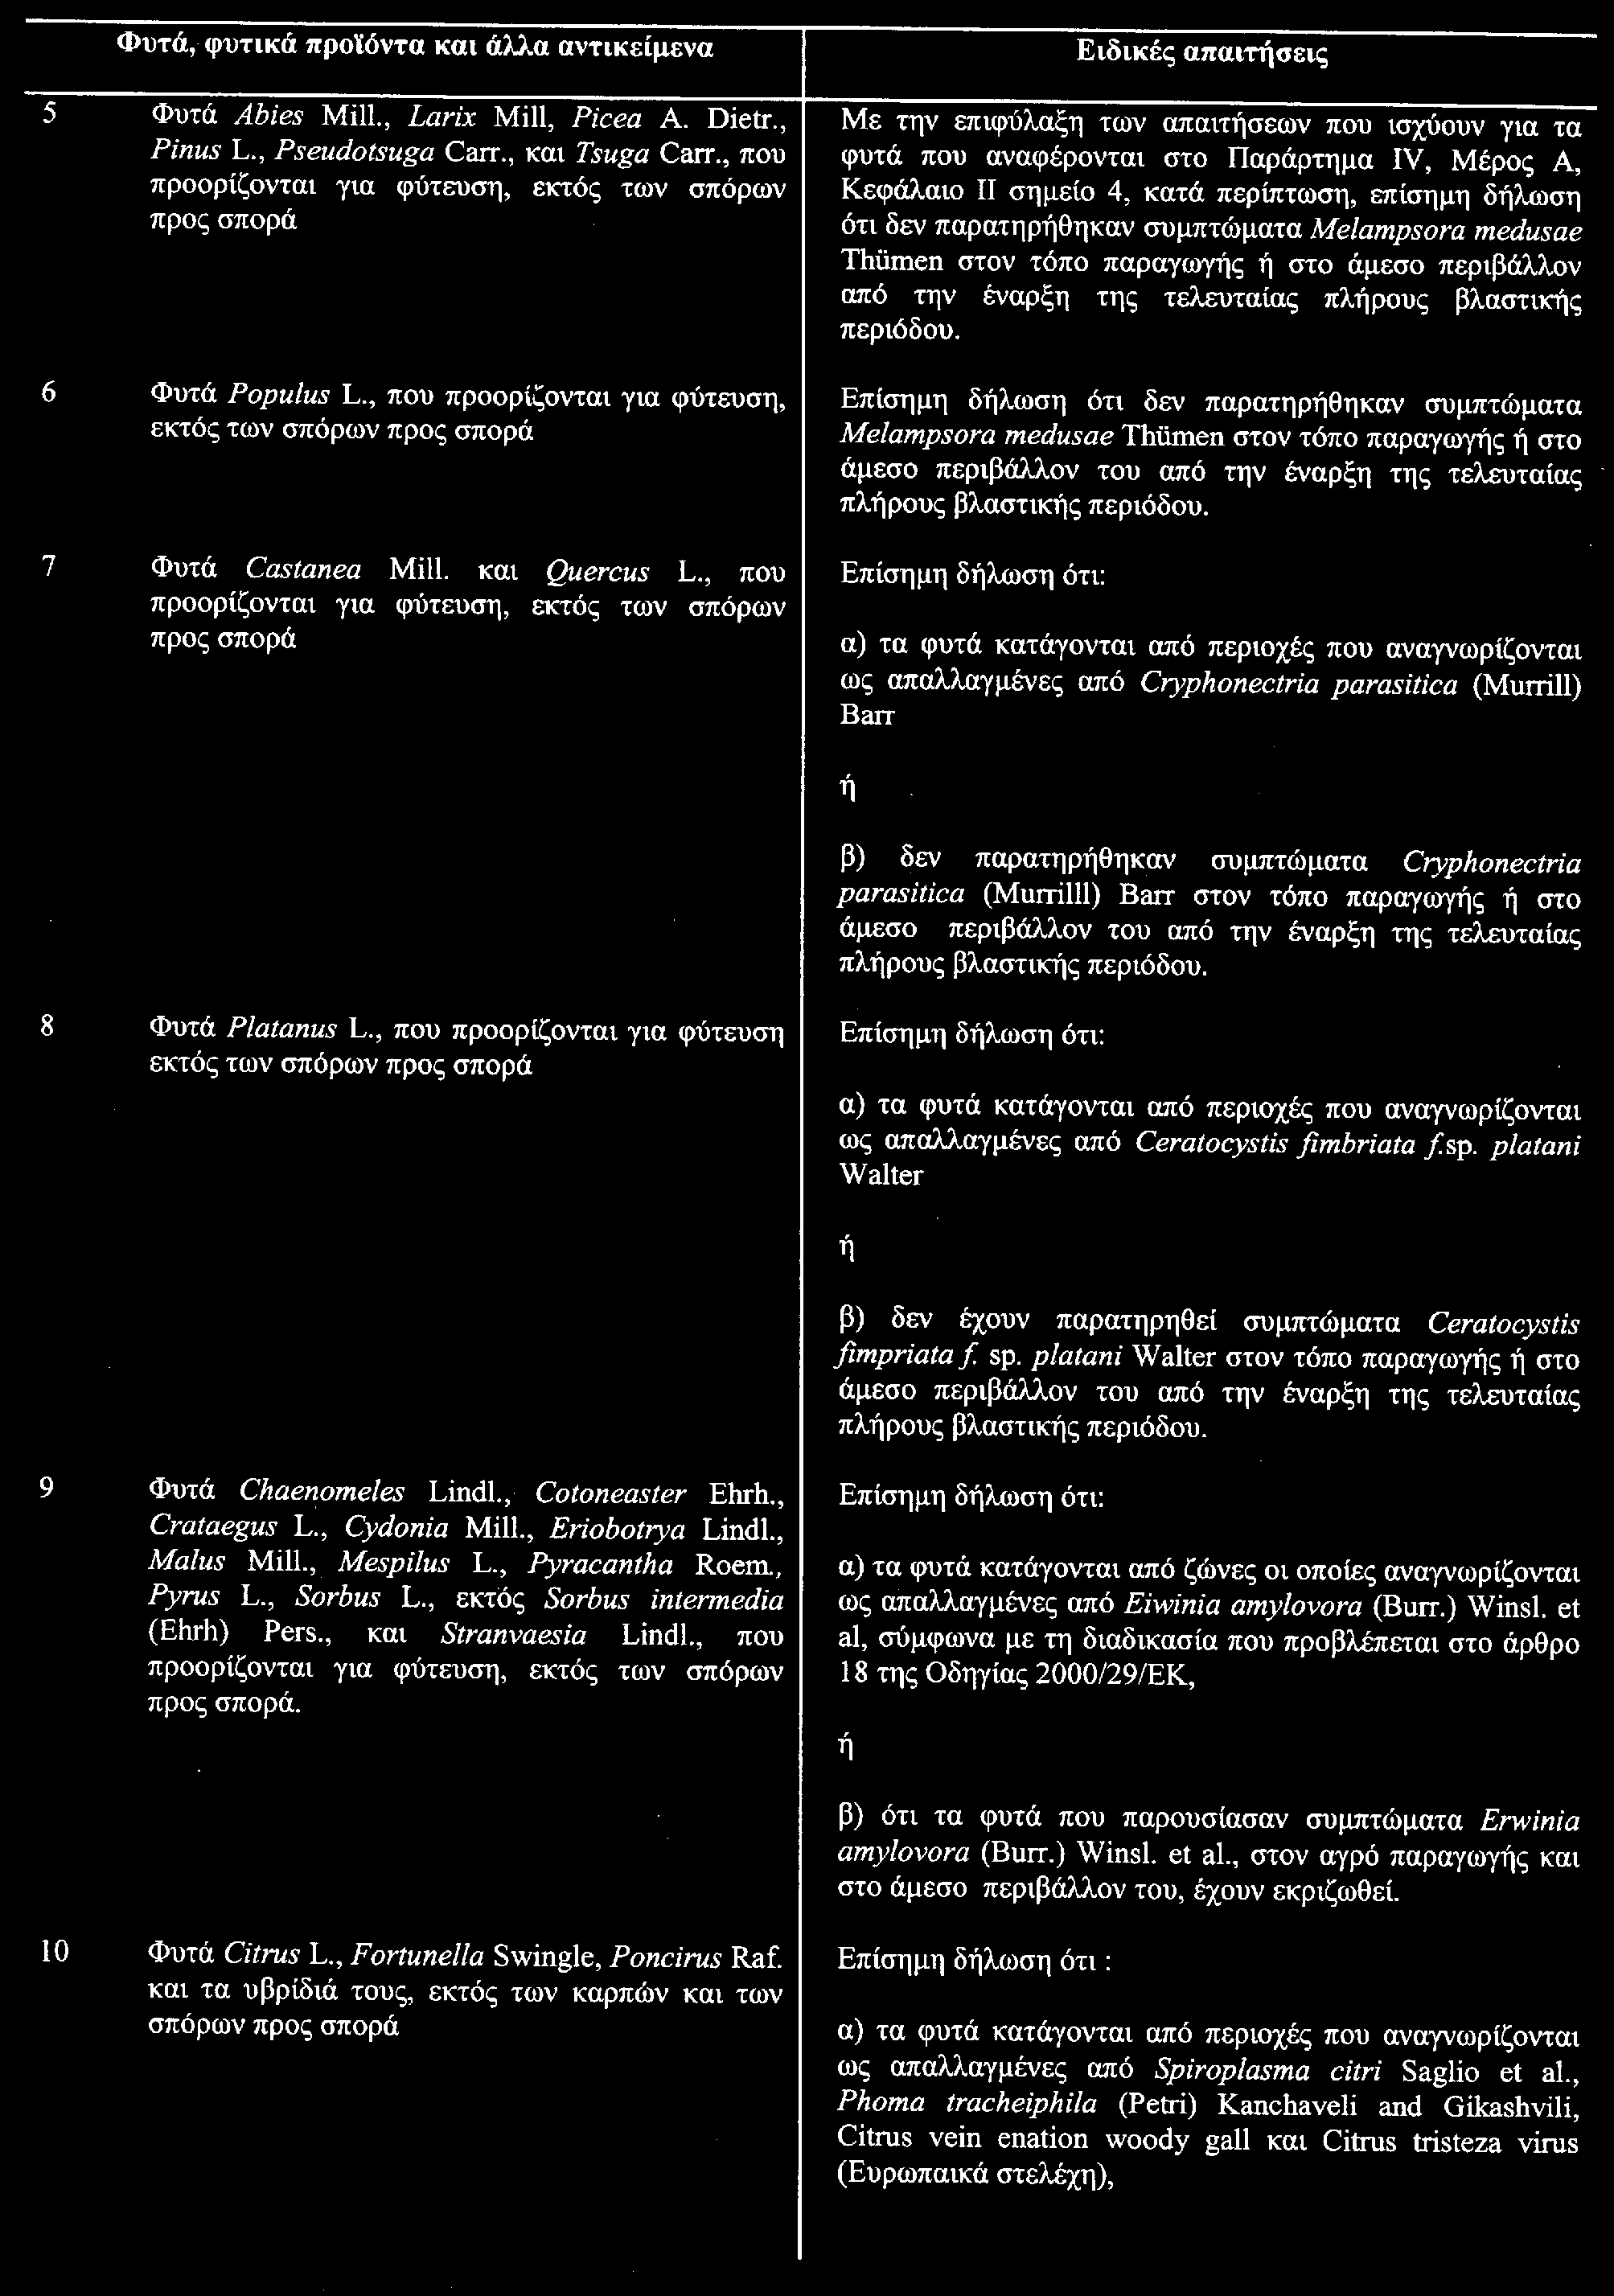 Φυτά, φυτικά προϊόντα και άλλα αντικείμενα
Ειδικές απαιτήσεις
5 Φυτά Abies Mill., Larix Mill, Picea A. Dietr.,
Pinus L., Pseudotsuga Carr., και Tsuga Carr., που
προορίζονται για φύτευση, εκτός των σπόρων
προς σπορά
Με την επιφύλαξη των απαιτήσεων που ισχύουν για τα
φυτά που αναφέρονται στο Παράρτημα IV, Μέρος Α,
Κεφάλαιο ΙΙ σημείο 4, κατά περίπτωση, επίσημη δήλωση
ότι δεν παρατηρήθηκαν συμπτώματα Melampsora medusae
Thümen στον τόπο παραγωγής ή στο άμεσο περιβάλλον
από την έναρξη της τελευταίας πλήρους βλαστικής
περιόδου.
6 Φυτά Populus L., που προορίζονται για φύτευση,
εκτός των σπόρων προς σπορά
Επίσημη δήλωση ότι δεν παρατηρήθηκαν συμπτώματα
Melampsora medusae Thümen στον τόπο παραγωγής ή στο
άμεσο περιβάλλον του από την έναρξη της τελευταίας
πλήρους βλαστικής περιόδου.
7 Φυτά Castanea Mill. και Quercus L., που
προορίζονται για φύτευση, εκτός των σπόρων
προς σπορά
Επίσημη δήλωση ότι:
α) τα φυτά κατάγονται από περιοχές που αναγνωρίζονται
ως απαλλαγμένες από Cryphonectria parasitica (Murrill)
Barr
ή
β) δεν παρατηρήθηκαν συμπτώματα Cryphonectria
parasitica (Murrilll) Barr στον τόπο παραγωγής ή στο
άμεσο περιβάλλον του από την έναρξη της τελευταίας
πλήρους βλαστικής περιόδου.
8 Φυτά Platanus L., που προορίζονται για φύτευση
εκτός των σπόρων προς σπορά
Επίσημη δήλωση ότι:
α) τα φυτά κατάγονται από περιοχές που αναγνωρίζονται
ως απαλλαγμένες από Ceratocystis fimbriata f.sp. platani
Walter
ή
β) δεν έχουν παρατηρηθεί συμπτώματα Ceratocystis
fimpriata f. sp. platani Walter στον τόπο παραγωγής ή στο
άμεσο περιβάλλον του από την έναρξη της τελευταίας
πλήρους βλαστικής περιόδου.
9 Φυτά Chaenomeles Lindl., Cotoneaster Ehrh.,
Crataegus L., Cydonia Mill., Eriobotrya Lindl.,
Malus Mill., Mespilus L., Pyracantha Roem.,
Pyrus L., Sorbus L., εκτός Sorbus intermedia
(Ehrh) Pers., και Stranvaesia Lindl., που
προορίζονται για φύτευση, εκτός των σπόρων
προς σπορά.
Επίσημη δήλωση ότι:
α) τα φυτά κατάγονται από ζώνες οι οποίες αναγνωρίζονται
ως απαλλαγμένες από Eiwinia amylovora (Burr.) Winsl. et
al, σύμφωνα με τη διαδικασία που προβλέπεται στο άρθρο
18 της Οδηγίας 2000/29/ΕΚ,
ή
β) ότι τα φυτά που παρουσίασαν συμπτώματα Erwinia
amylovora (Burr.) Winsl. et al., στον αγρό παραγωγής και
στο άμεσο περιβάλλον του, έχουν εκριζωθεί.
10 Φυτά Citrus L., Fortunella Swingle, Poncirus Raf.
και τα υβρίδιά τους, εκτός των καρπών και των
σπόρων προς σπορά
Επίσημη δήλωση ότι :
α) τα φυτά κατάγονται από περιοχές που αναγνωρίζονται
ως απαλλαγμένες από Spiroplasma citri Saglio et al.,
Phoma tracheiphila (Petri) Kanchaveli and Gikashvili,
Citrus vein enation woody gall και Citrus tristeza virus
(Ευρωπαικά στελέχη),